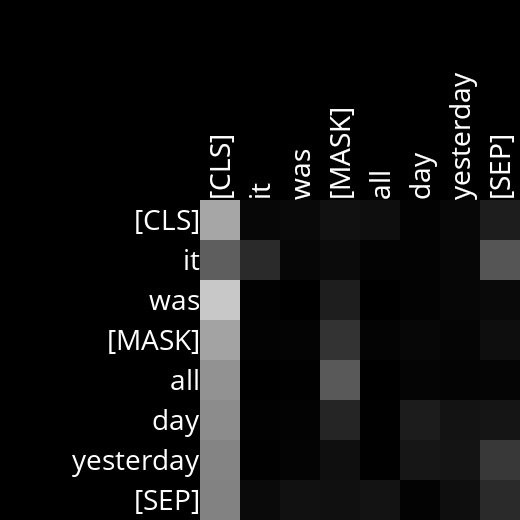 [CLS]
it
was
[MASK]
all
day
yesterday
[SEP]
[CLS]
it
was
[MASK]
all
day
yesterday
[SEP]